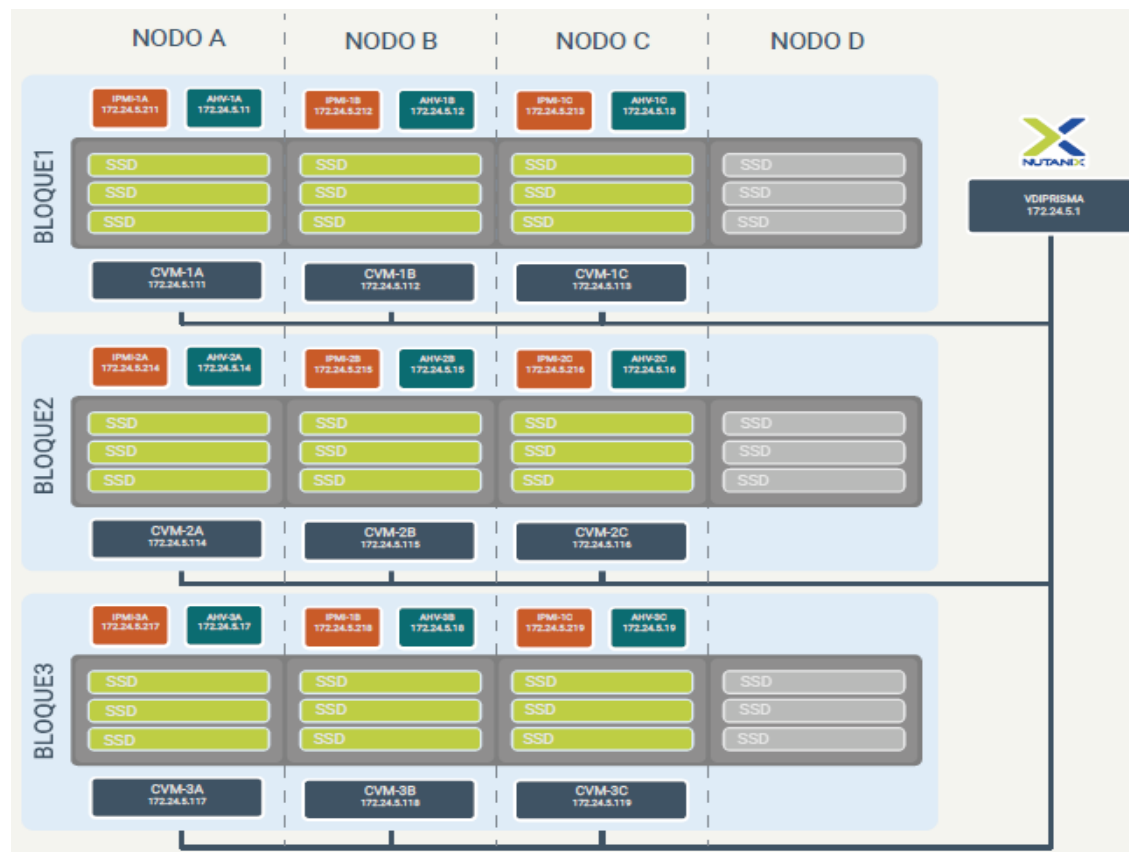 NODO A
NODO B
NODO C
NODO D
BLOQUE1
IPMI-1A
172.24.5.211
AHV-1A
172.24.5.11
IPMI-1B
172.24.5.212
AHV-1B
172.24.5.12
IPMI-1C
172.24.5.213
AHV-1C
172.24.5.13
SSD
SSD
SSD
SSD
SSD
SSD
SSD
SSD
SSD
SSD
SSD
SSD
CVM-1A
172.24.5.111
CVM-1B
172.24.5.112
CVM-1C
172.24.5.113
NUTANIX
VDIPRISMA
172.24.5.1
BLOQUE2
IPMI-2A
172.24.5.214
AHV-2A
172.24.5.14
IPMI-2B
172.24.5.215
AHV-2B
172.24.5.15
IPMI-2C
172.24.5.216
AHV-2C
172.24.5.16
SSD
SSD
SSD
SSD
SSD
SSD
SSD
SSD
SSD
SSD
SSD
SSD
CVM-2A
172.24.5.114
CVM-2B
172.24.5.115
CVM-2C
172.24.5.116
BLOQUE3
IPMI-3A
172.24.5.217
AHV-3A
172.24.5.17
IPMI-1B
172.24.5.218
AHV-3B
172.24.5.18
IPMI-1C
172.24.5.219
AHV-3C
172.24.5.19
SSD
SSD
SSD
SSD
SSD
SSD
SSD
SSD
SSD
SSD
SSD
SSD
CVM-3A
172.24.5.117
CVM-3B
172.24.5.118
CVM-3C
172.24.5.119